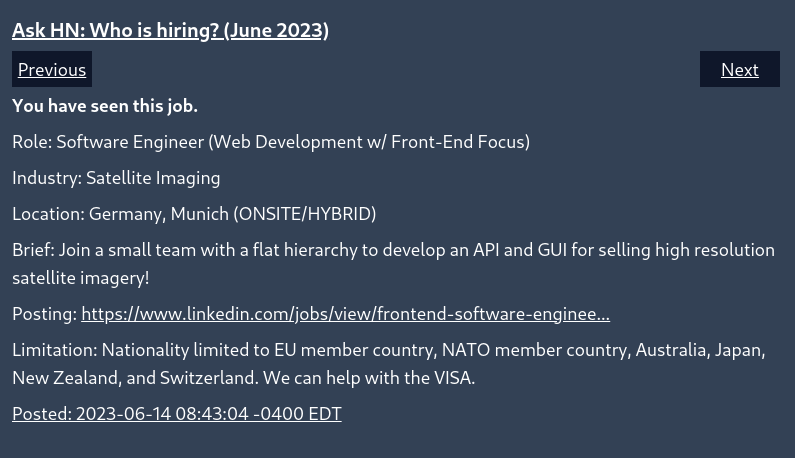 Ask HN: Who is hiring? (June 2023)
Previous
Next
You have seen this job.
Role: Software Engineer (Web Development w/ Front-End Focus)
Industry: Satellite Imaging
Location: Germany, Munich (ONSITE/HYBRID)
Brief: Join a small team with a flat hierarchy to develop an API and GUI for selling high resolution
satellite imagery!
Posting: https://www.linkedin.com/jobs/view/frontend-software-enginee...
Limitation: Nationality limited to EU member country, NATO member country, Australia, Japan,
New Zealand, and Switzerland. We can help with the VISA.
Posted: 2023-06-14 08:43:04 -0400 EDT